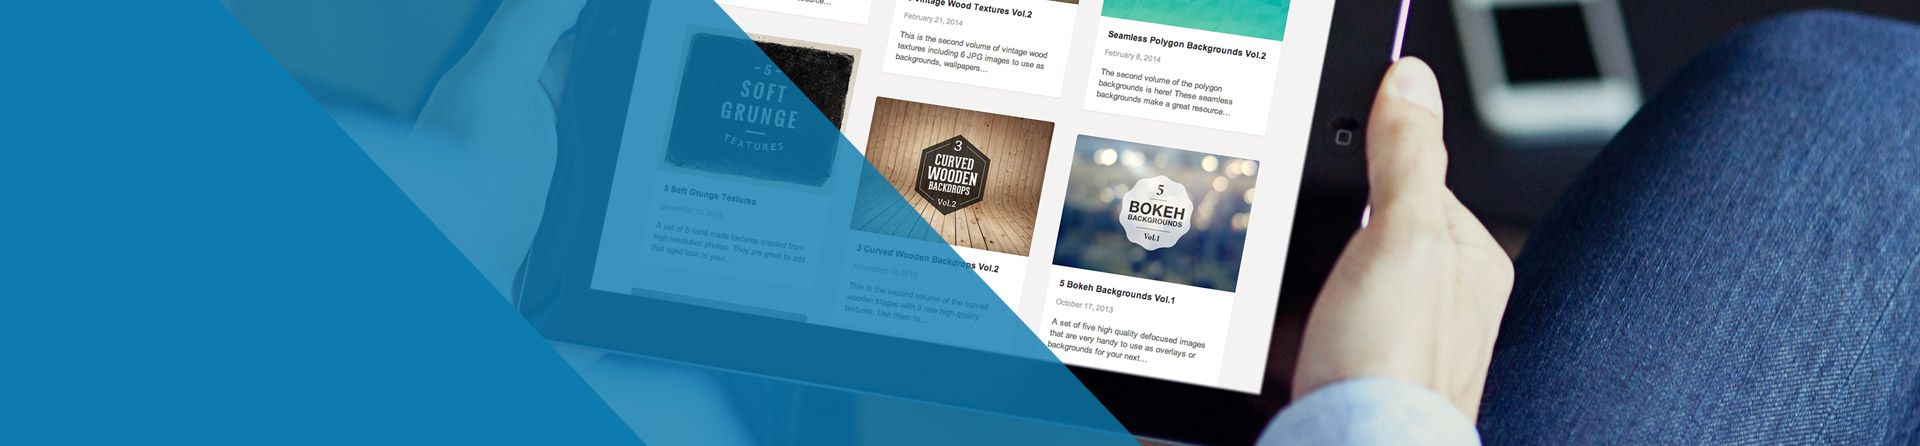 resource...
Vintage Wood Textures Vol.2
February 21, 2014
This is the second volume of vintage wood
textures including 6 JPG images to use as
backgrounds, wallpapers...
Seamless Polygon Backgrounds Vol.2
February 8, 2014
The second volume of the polygon
backgrounds is here! These seamless
backgrounds make a great resource...
- 5 -
SOFT
GRUNGE
TEXTURES
5 Soft Grunge Textures
December 10, 2013
A set of 5 hand made textures created from
high resolution photos. They are great to add
that aged look to your...
3
CURVED
WOODEN
BACKDROPS
Vol.2
3 Curved Wooden Backdrops Vol.2
November 19, 2013
This is the second volume of the curved
wooden stages with 3 new high quality
textures. Use them to...
5
BOKEH
BACKGROUNDS
Vol.1
5 Bokeh Backgrounds Vol.1
October 17, 2013
A set of five high quality defocused images
that are very handy to use as overlays or
backgrounds for your next...